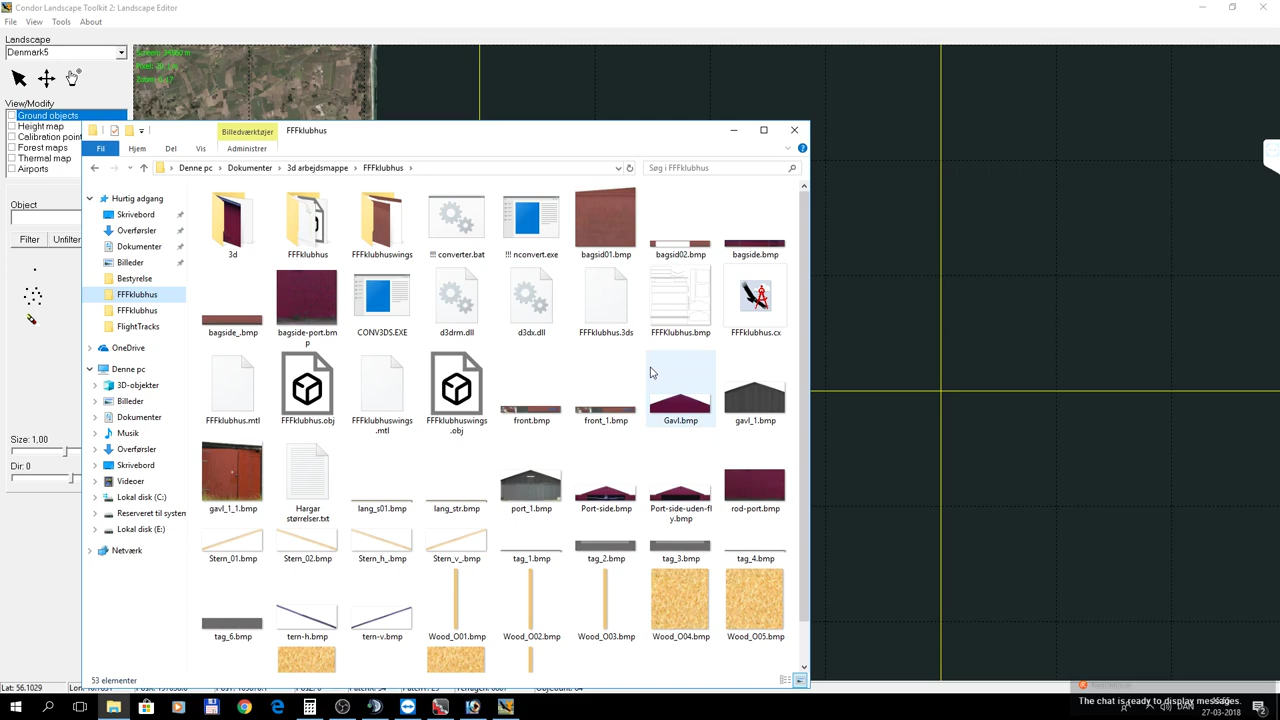 Condor Landscape Toolkit 2: Landscape Editor
File View Tools About
Landscape
Denmark5
View/Modify
Ground objects
Height map
Calibration point
Forest maps
Thermal map
Airports
Object
Filter Unfilter
Size: 1,00
Dir: 0
Billedværktøjer FFFklubhus
Fil Hjem Del Vis Administrer
Denne pc Dokumenter 3d arbejdsmappe FFFklubhus
Søg i FFFklubhus
Hurtig adgang
Skrivebord
Overførsler
Dokumenter
Billeder
Bestyrelse
FFFklubhus
FFFklubhus
FlightTracks
OneDrive
Denne pc
3D-objekter
Billeder
Dokumenter
Musik
Overførsler
Skrivebord
Videoer
Lokal disk (C:)
Reserveret til system
Lokal disk (E:)
Netværk
3d FFFklubhus FFFklubhuswings !!! converter.bat !!! nconvert.exe bagsid01.bmp bagsid02.bmp bagside.bmp
bagside_.bmp bagside-port.bmp CONV3DS.EXE d3drm.dll d3dx.dll FFFklubhus.3ds FFFKlubhus.bmp FFFklubhus.cx
FFFklubhus.mtl FFFklubhus.obj FFFklubhuswings.mtl FFFklubhuswings.obj front.bmp front_1.bmp Gavl.bmp gavl_1.bmp
gavl_1_1.bmp Hargar størrelser.txt lang_s01.bmp lang_str.bmp port_1.bmp Port-side.bmp Port-side-uden-fly.bmp rod-port.bmp
Stern_01.bmp Stern_02.bmp Stern_h_.bmp Stern_v_.bmp tag_1.bmp tag_2.bmp tag_3.bmp tag_4.bmp
tag_6.bmp tern-h.bmp tern-v.bmp Wood_O01.bmp Wood_O02.bmp Wood_O03.bmp Wood_O04.bmp Wood_O05.bmp
53 elementer
The chat is ready to display messages.
DAN
27-03-2018
2